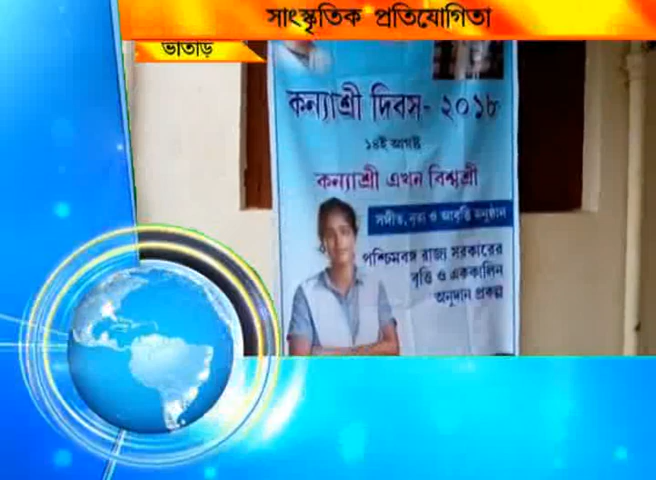 সাংস্কৃতিক প্রতিযোগিতা
ভাতাড়
কন্যাশ্রী দিবস- ২০১৮
১৪ই আগষ্ট
কন্যাশ্রী এখন বিশ্বশ্রী
সঙ্গীত, নৃত্য ও আবৃত্তি অনুষ্ঠান
পশ্চিমবঙ্গ রাজ্য সরকারের
বৃত্তি ও এককালিন
অনুদান প্রকল্প